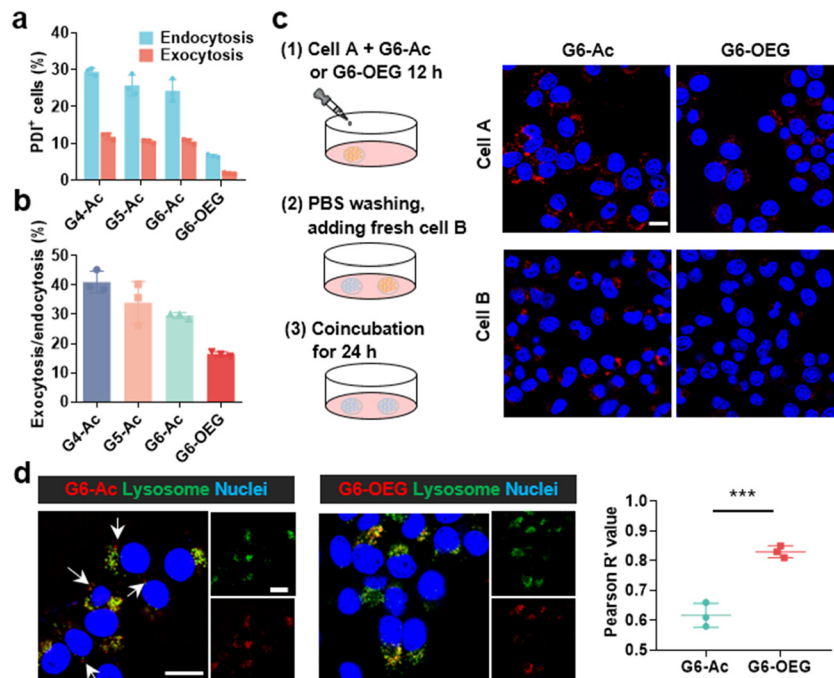 a
Endocytosis
Exocytosis
PDI⁺ cells (%)
40
30
20
10
0
G4-Ac
G5-Ac
G6-Ac
G6-OEG
b
Exocytosis/endocytosis (%)
50
40
30
20
10
0
G4-Ac
G5-Ac
G6-Ac
G6-OEG
c
(1) Cell A + G6-Ac
or G6-OEG 12 h
(2) PBS washing,
adding fresh cell B
(3) Coincubation
for 24 h
G6-Ac
G6-OEG
Cell A
Cell B
d
G6-Ac Lysosome Nuclei
G6-OEG Lysosome Nuclei
Pearson R' value
1.0
0.9
0.8
0.7
0.6
0.5
***
G6-Ac
G6-OEG